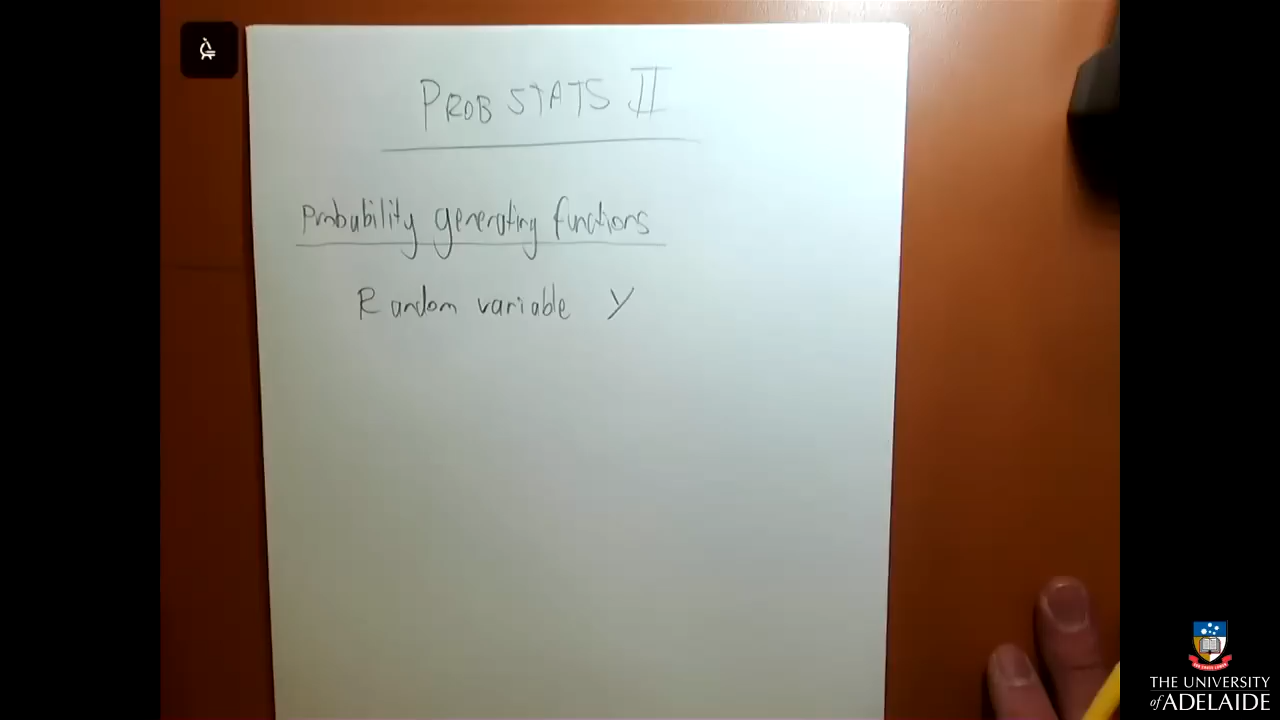 PROB STATS II
Probability generating functions
Random variable Y
THE UNIVERSITY
of ADELAIDE